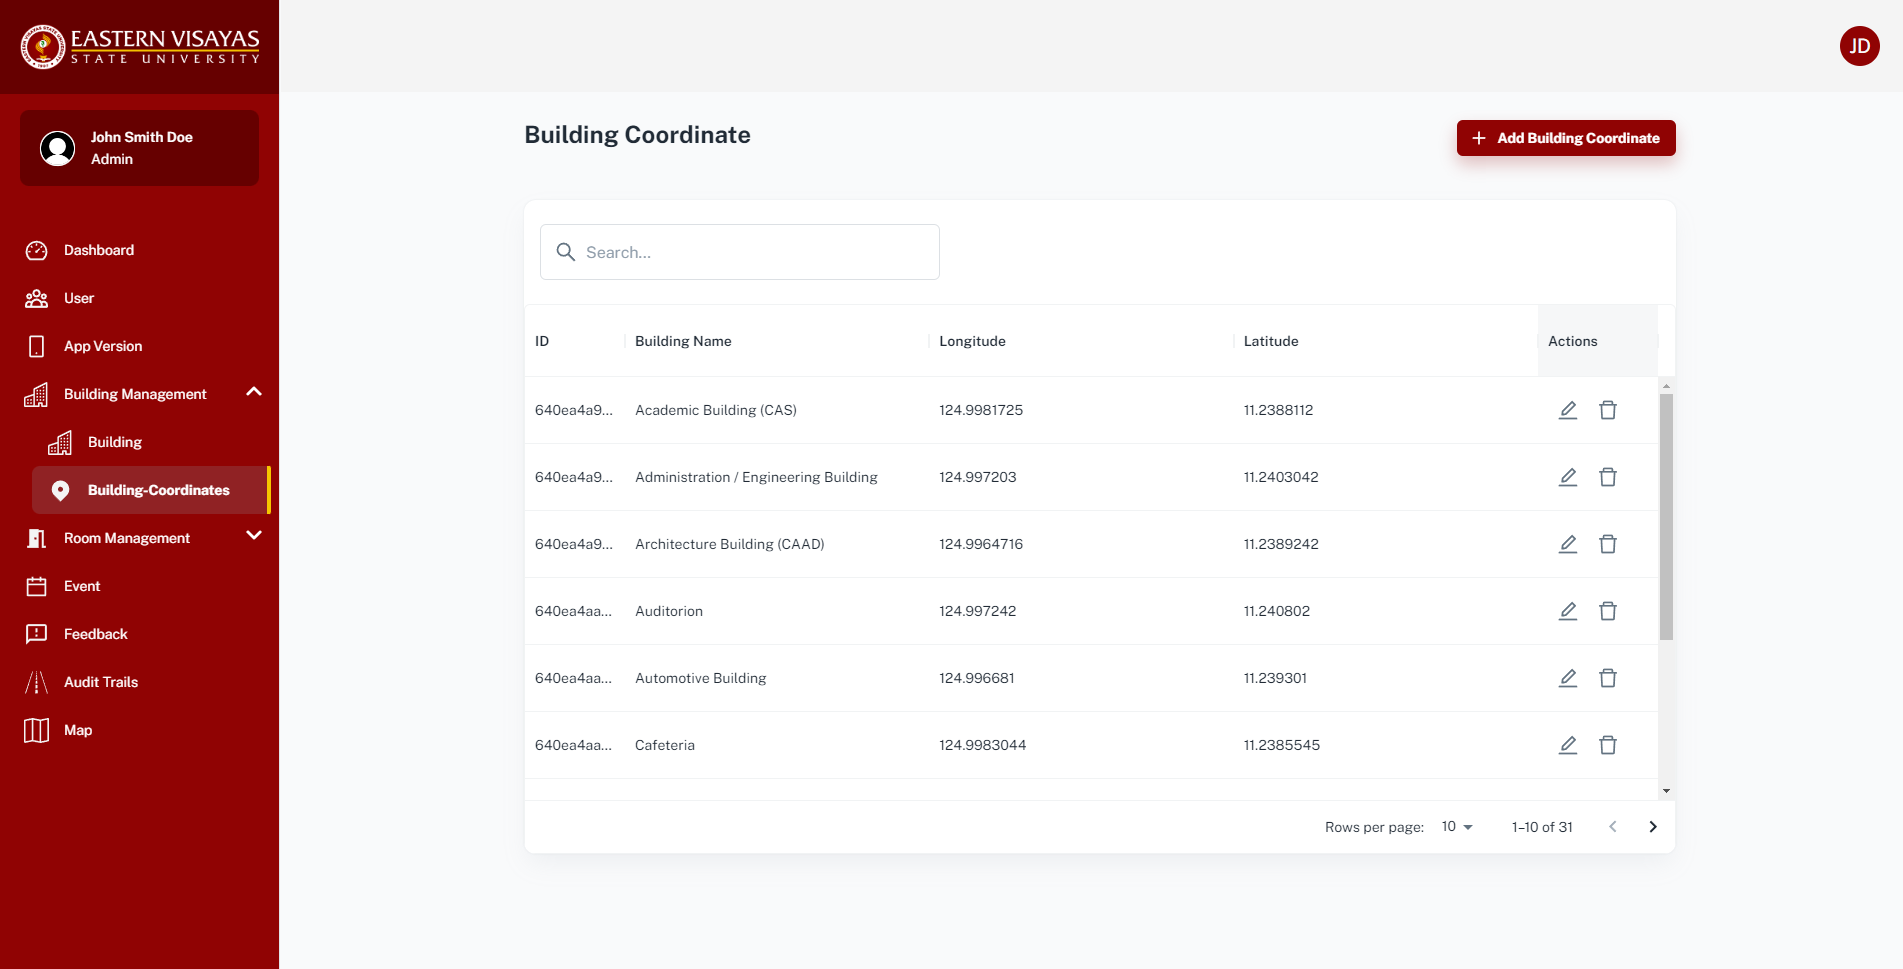 EASTERN VISAYAS
STATE UNIVERSITY
JD
John Smith Doe
Admin
Dashboard
User
App Version
Building Management
Building
Building-Coordinates
Room Management
Event
Feedback
Audit Trails
Map
Building Coordinate
Add Building Coordinate
Search...
ID Building Name Longitude Latitude Actions
640ea4a9... Academic Building (CAS) 124.9981725 11.2388112
640ea4a9... Administration / Engineering Building 124.997203 11.2403042
640ea4a9... Architecture Building (CAAD) 124.9964716 11.2389242
640ea4aa... Auditorion 124.997242 11.240802
640ea4aa... Automotive Building 124.996681 11.239301
640ea4aa... Cafeteria 124.9983044 11.2385545
Rows per page: 10 1–10 of 31